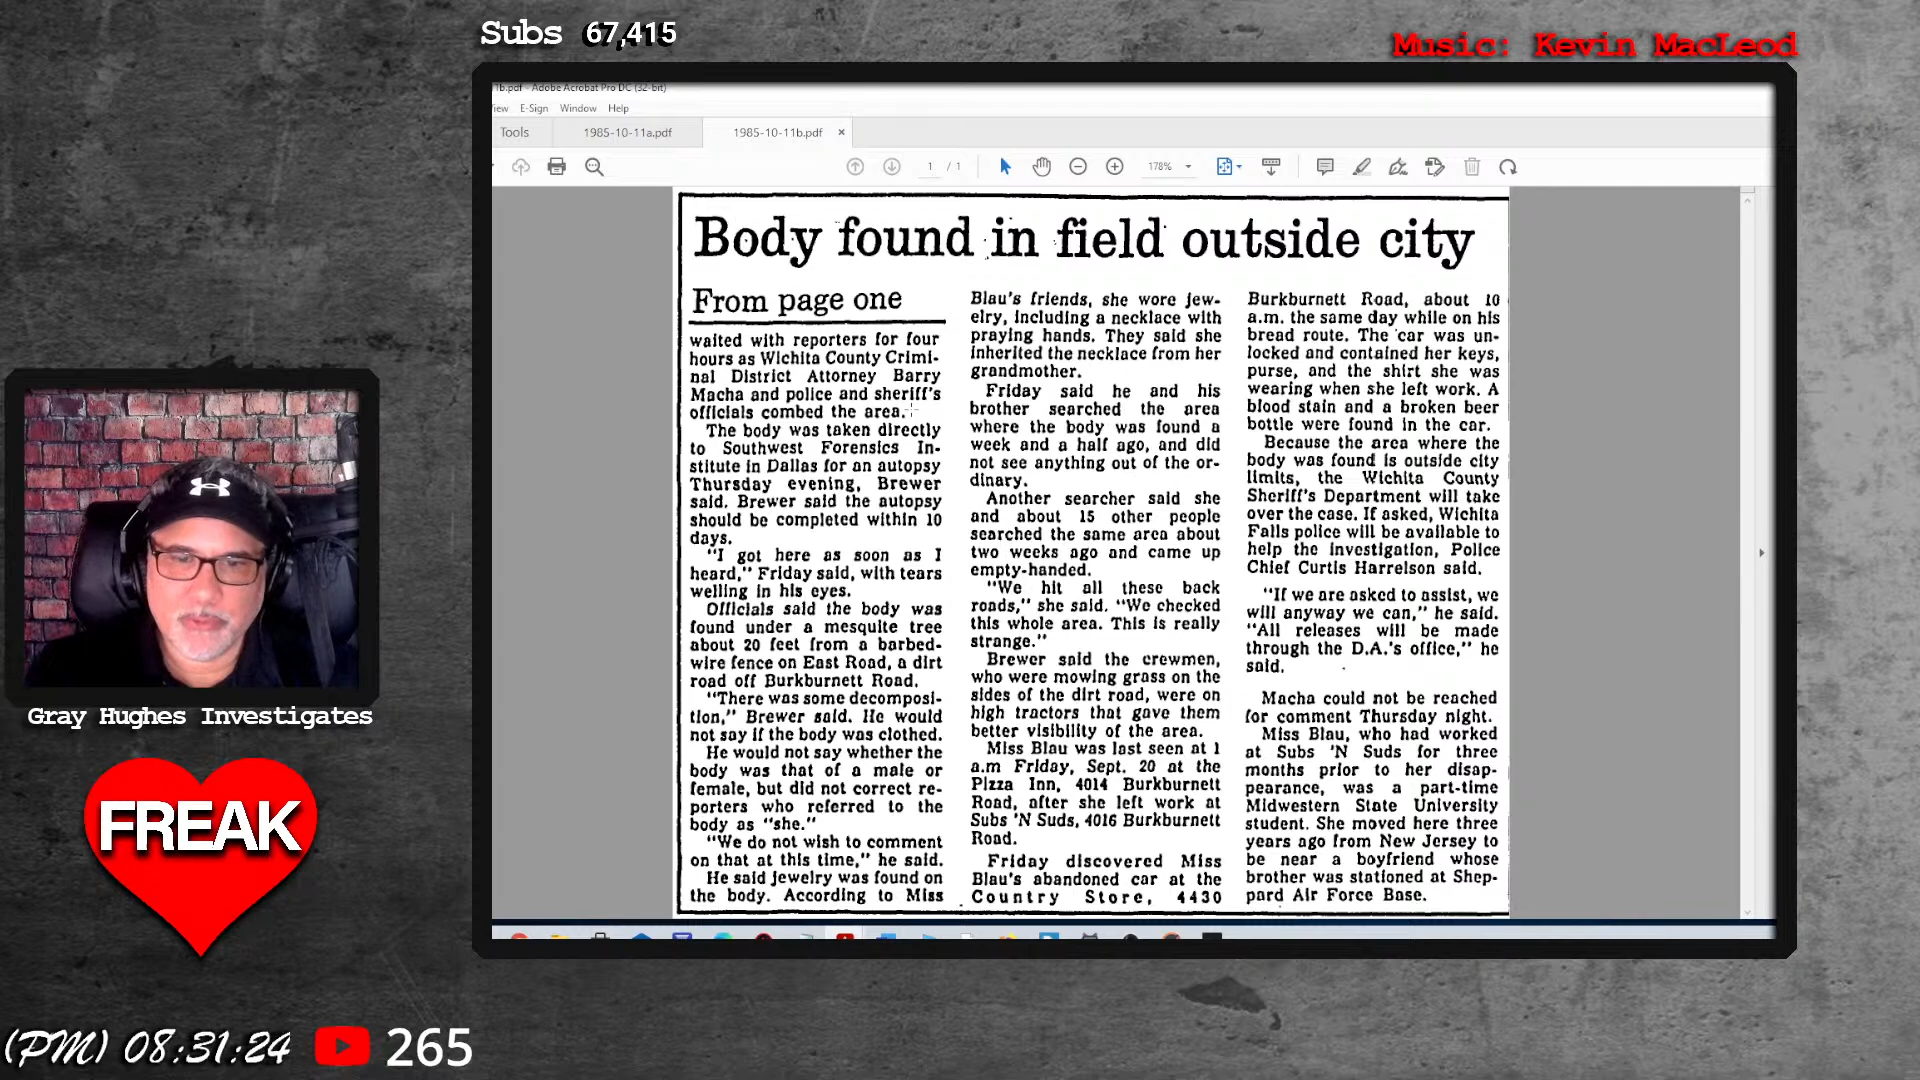 Subs 67,415
Music: Kevin MacLeod
1b.pdf - Adobe Acrobat Pro DC (32-bit)
View E-Sign Window Help
Tools 1985-10-11a.pdf 1985-10-11b.pdf ×
1 / 1 178%
Body found in field outside city
From page one
waited with reporters for four
hours as Wichita County Crimi-
nal District Attorney Barry
Macha and police and sheriff's
officials combed the area.
The body was taken directly
to Southwest Forensics In-
stitute in Dallas for an autopsy
Thursday evening, Brewer
said. Brewer said the autopsy
should be completed within 10
days.
"I got here as soon as I
heard," Friday said, with tears
welling in his eyes.
Officials said the body was
found under a mesquite tree
about 20 feet from a barbed-
wire fence on East Road, a dirt
road off Burkburnett Road.
"There was some decomposi-
tion," Brewer said. He would
not say if the body was clothed.
He would not say whether the
body was that of a male or
female, but did not correct re-
porters who referred to the
body as "she."
"We do not wish to comment
on that at this time," he said.
He said jewelry was found on
the body. According to Miss
Blau's friends, she wore jew-
elry, including a necklace with
praying hands. They said she
inherited the necklace from her
grandmother.
Friday said he and his
brother searched the area
where the body was found a
week and a half ago, and did
not see anything out of the or-
dinary.
Another searcher said she
and about 15 other people
searched the same area about
two weeks ago and came up
empty-handed.
"We hit all these back
roads," she said. "We checked
this whole area. This is really
strange."
Brewer said the crewmen,
who were mowing grass on the
sides of the dirt road, were on
high tractors that gave them
better visibility of the area.
Miss Blau was last seen at 1
a.m Friday, Sept. 20 at the
Pizza Inn, 4014 Burkburnett
Road, after she left work at
Subs 'N Suds, 4016 Burkburnett
Road.
Friday discovered Miss
Blau's abandoned car at the
Country Store, 4430
Burkburnett Road, about 10
a.m. the same day while on his
bread route. The car was un-
locked and contained her keys,
purse, and the shirt she was
wearing when she left work. A
blood stain and a broken beer
bottle were found in the car.
Because the area where the
body was found is outside city
limits, the Wichita County
Sheriff's Department will take
over the case. If asked, Wichita
Falls police will be available to
help the investigation, Police
Chief Curtis Harrelson said.
"If we are asked to assist, we
will anyway we can," he said.
"All releases will be made
through the D.A.'s office," he
said.
Macha could not be reached
for comment Thursday night.
Miss Blau, who had worked
at Subs 'N Suds for three
months prior to her disap-
pearance, was a part-time
Midwestern State University
student. She moved here three
years ago from New Jersey to
be near a boyfriend whose
brother was stationed at Shep-
pard Air Force Base.
Gray Hughes Investigates
FREAK
(PM) 08:31:24 265